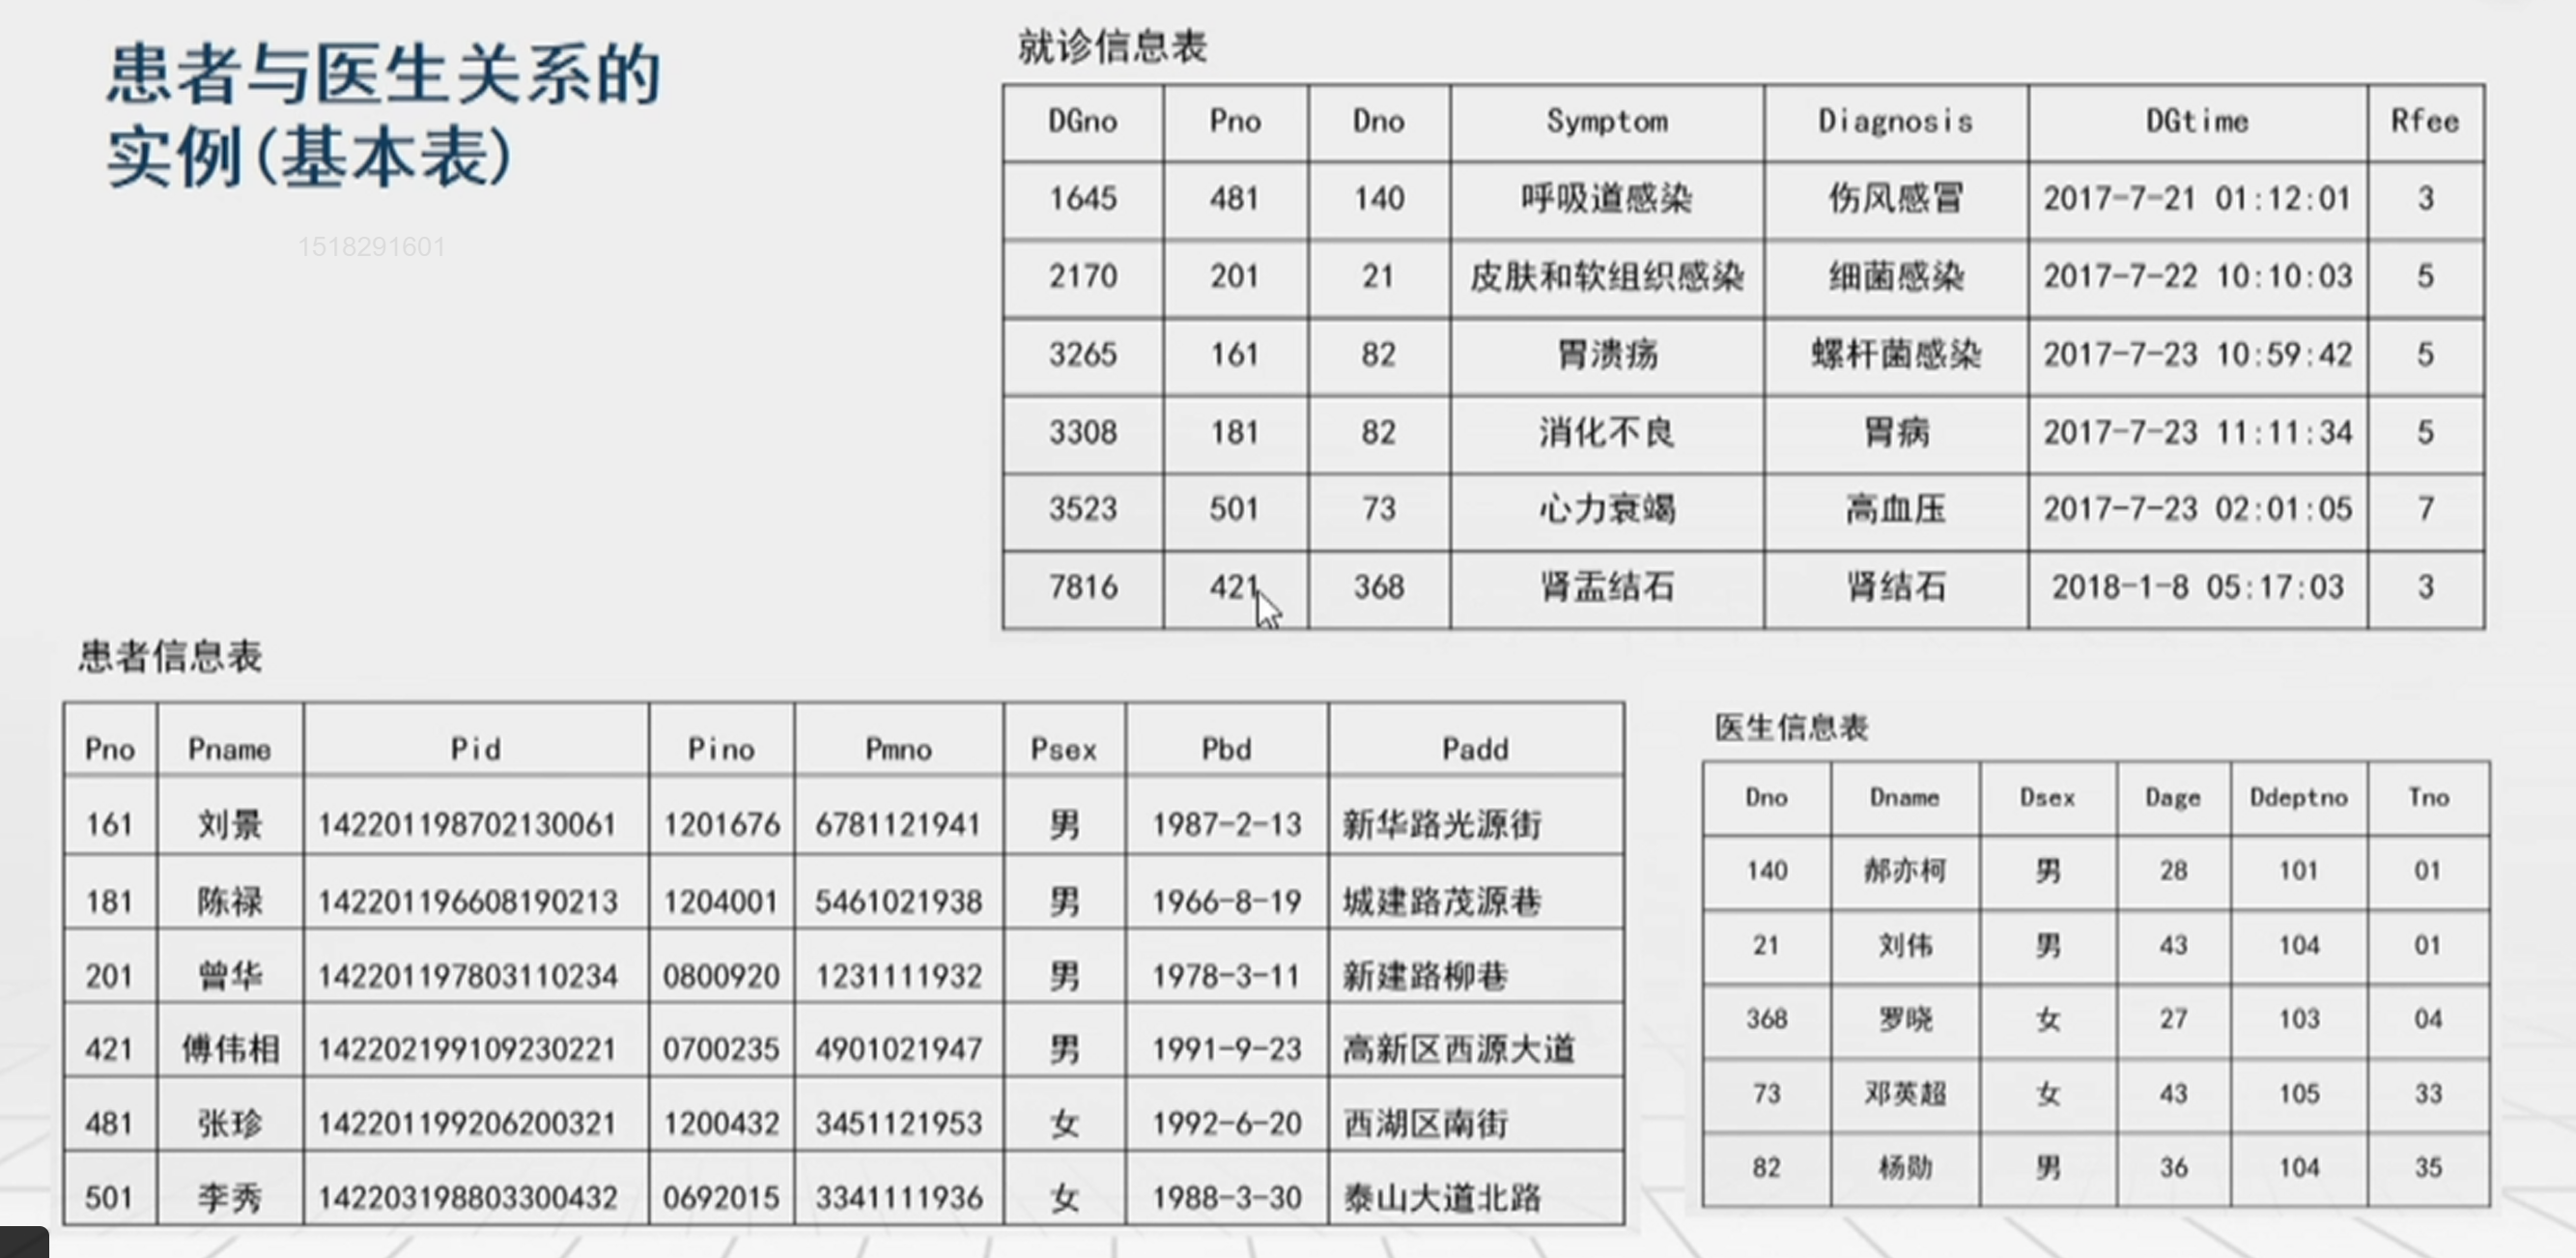 患者与医生关系的
实例(基本表)
1518291601
就诊信息表
DGno Pno Dno Symptom Diagnosis DGtime Rfee
1645 481 140 呼吸道感染 伤风感冒 2017-7-21 01:12:01 3
2170 201 21 皮肤和软组织感染 细菌感染 2017-7-22 10:10:03 5
3265 161 82 胃溃疡 螺杆菌感染 2017-7-23 10:59:42 5
3308 181 82 消化不良 胃病 2017-7-23 11:11:34 5
3523 501 73 心力衰竭 高血压 2017-7-23 02:01:05 7
7816 421 368 肾盂结石 肾结石 2018-1-8 05:17:03 3
患者信息表
Pno Pname Pid Pino Pmno Psex Pbd Padd
161 刘景 142201198702130061 1201676 6781121941 男 1987-2-13 新华路光源街
181 陈禄 142201196608190213 1204001 5461021938 男 1966-8-19 城建路茂源巷
201 曾华 142201197803110234 0800920 1231111932 男 1978-3-11 新建路柳巷
421 傅伟相 142202199109230221 0700235 4901021947 男 1991-9-23 高新区西源大道
481 张珍 142201199206200321 1200432 3451121953 女 1992-6-20 西湖区南街
501 李秀 142203198803300432 0692015 3341111936 女 1988-3-30 泰山大道北路
医生信息表
Dno Dname Dsex Dage Ddeptno Tno
140 郝亦柯 男 28 101 01
21 刘伟 男 43 104 01
368 罗晓 女 27 103 04
73 邓英超 女 43 105 33
82 杨勋 男 36 104 35